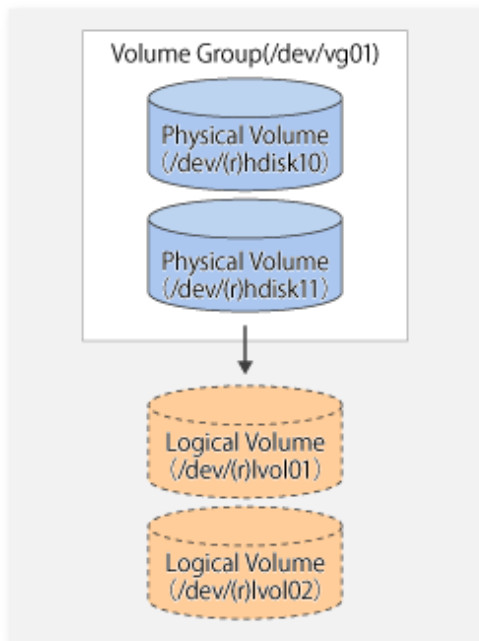 Volume Group(/dev/vg01)
Physical Volume
(/dev/(r)hdisk10)
Physical Volume
(/dev/(r)hdisk11)
Logical Volume
(/dev/(r)lvol01)
Logical Volume
(/dev/(r)lvol02)